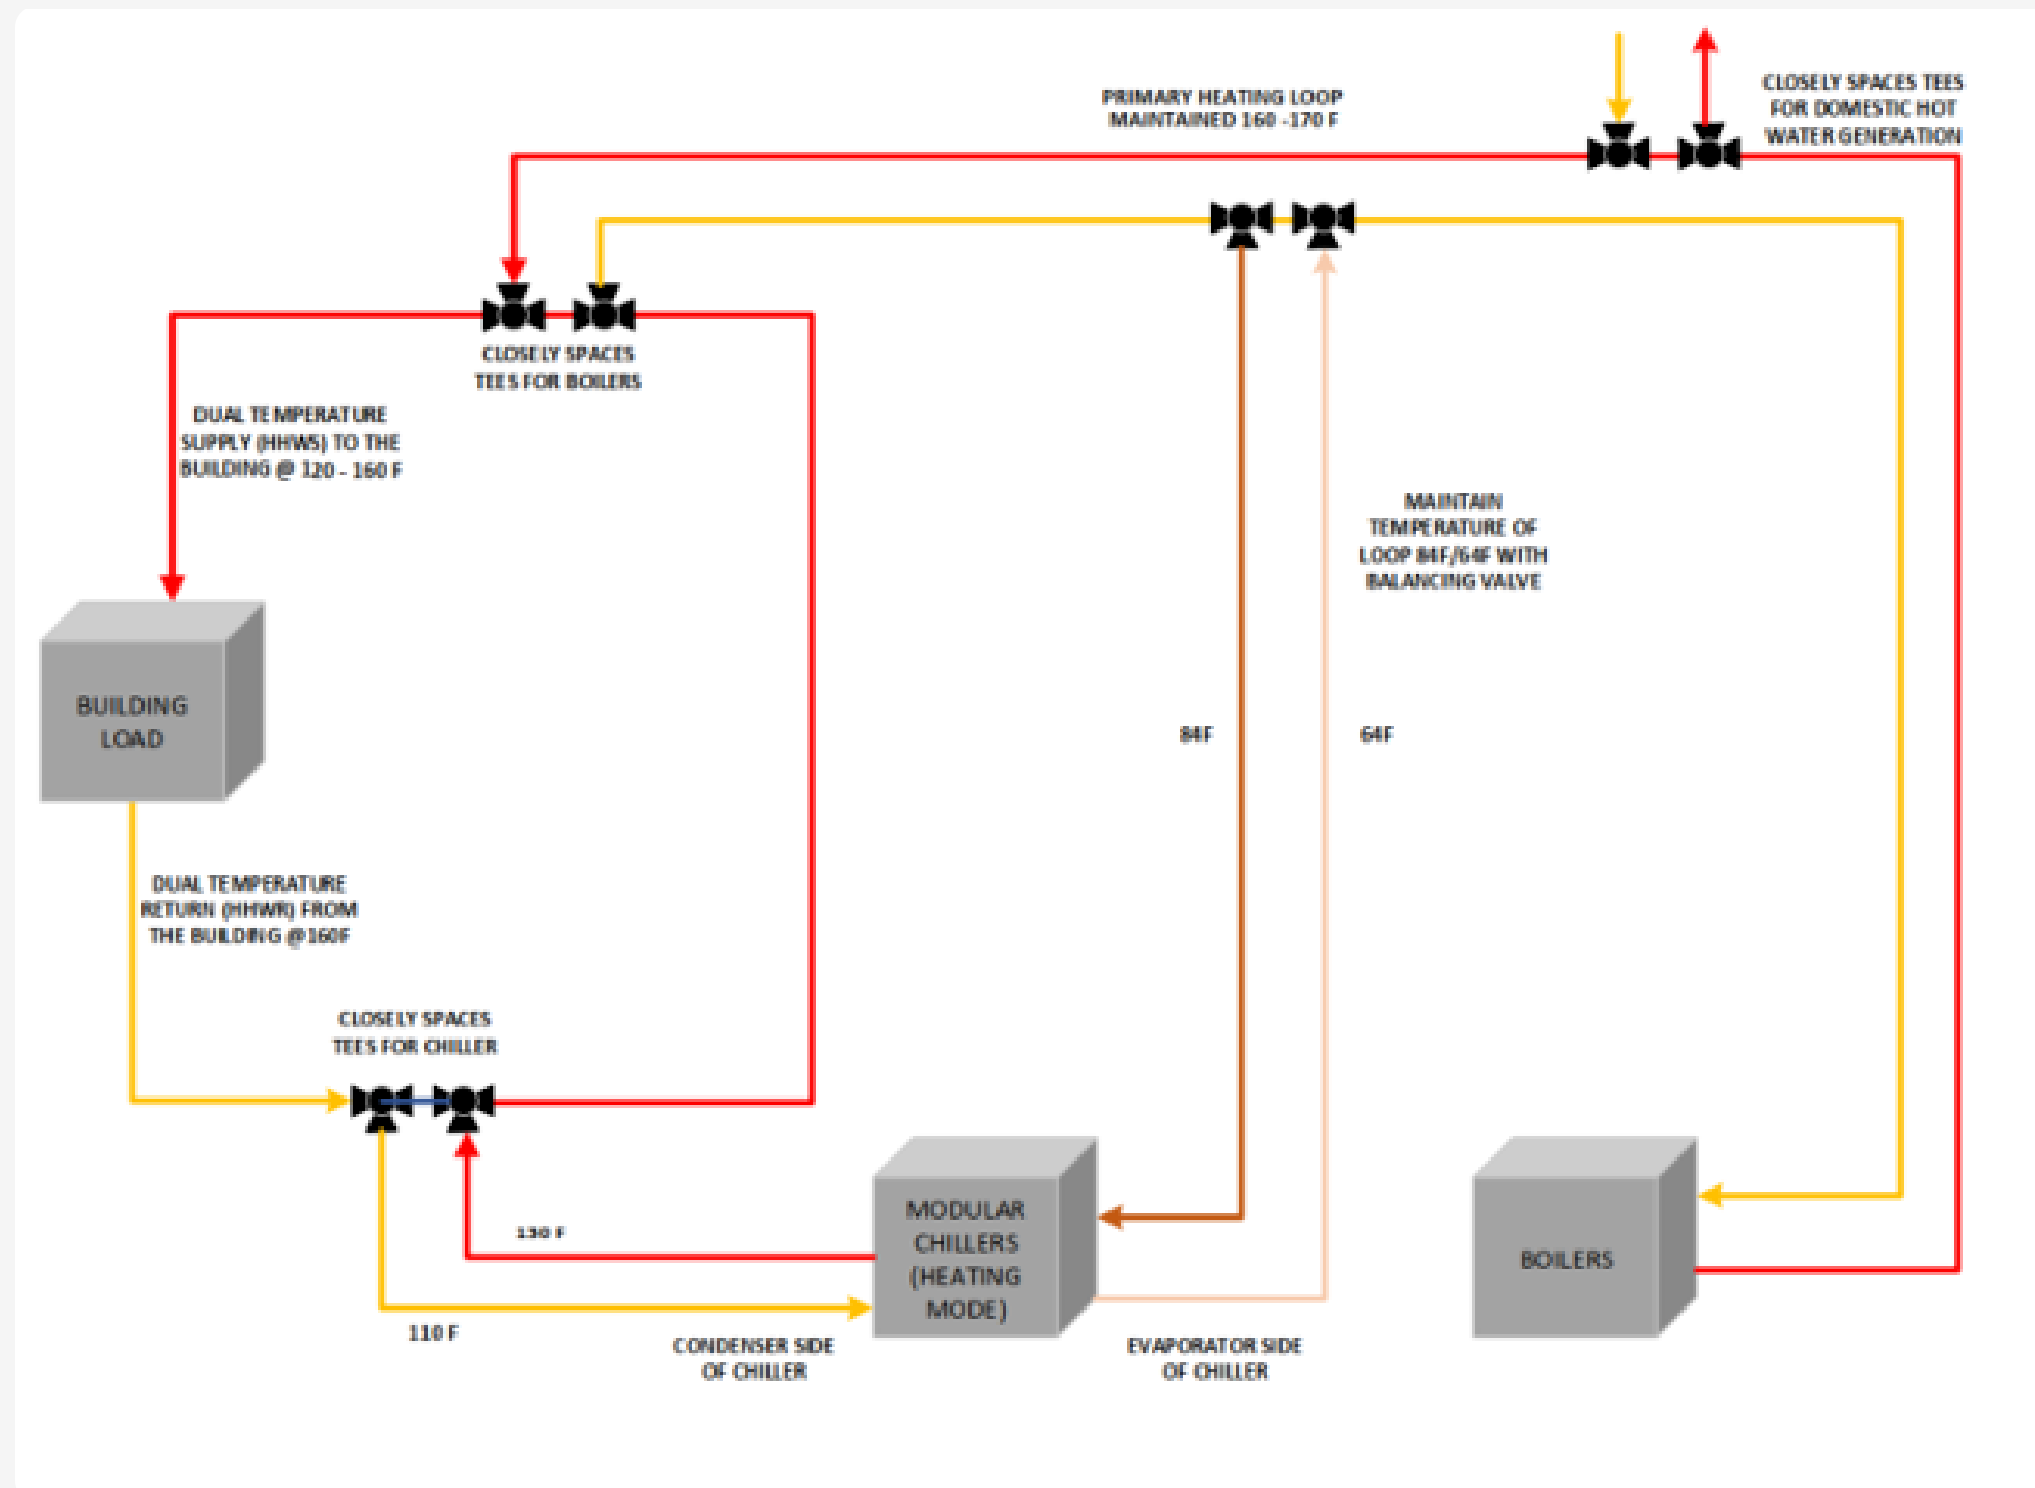 PRIMARY HEATING LOOP
MAINTAINED 160 -170 F
CLOSELY SPACES TEES
FOR DOMESTIC HOT
WATER GENERATION
CLOSELY SPACES
TEES FOR BOILERS
DUAL TEMPERATURE
SUPPLY (HHWS) TO THE
BUILDING @ 120 - 160 F
MAINTAIN
TEMPERATURE OF
LOOP 84F/64F WITH
BALANCING VALVE
BUILDING
LOAD
84F
64F
DUAL TEMPERATURE
RETURN (HHWR) FROM
THE BUILDING @160F
CLOSELY SPACES
TEES FOR CHILLER
130 F
110 F
MODULAR
CHILLERS
(HEATING
MODE)
BOILERS
CONDENSER SIDE
OF CHILLER
EVAPORATOR SIDE
OF CHILLER